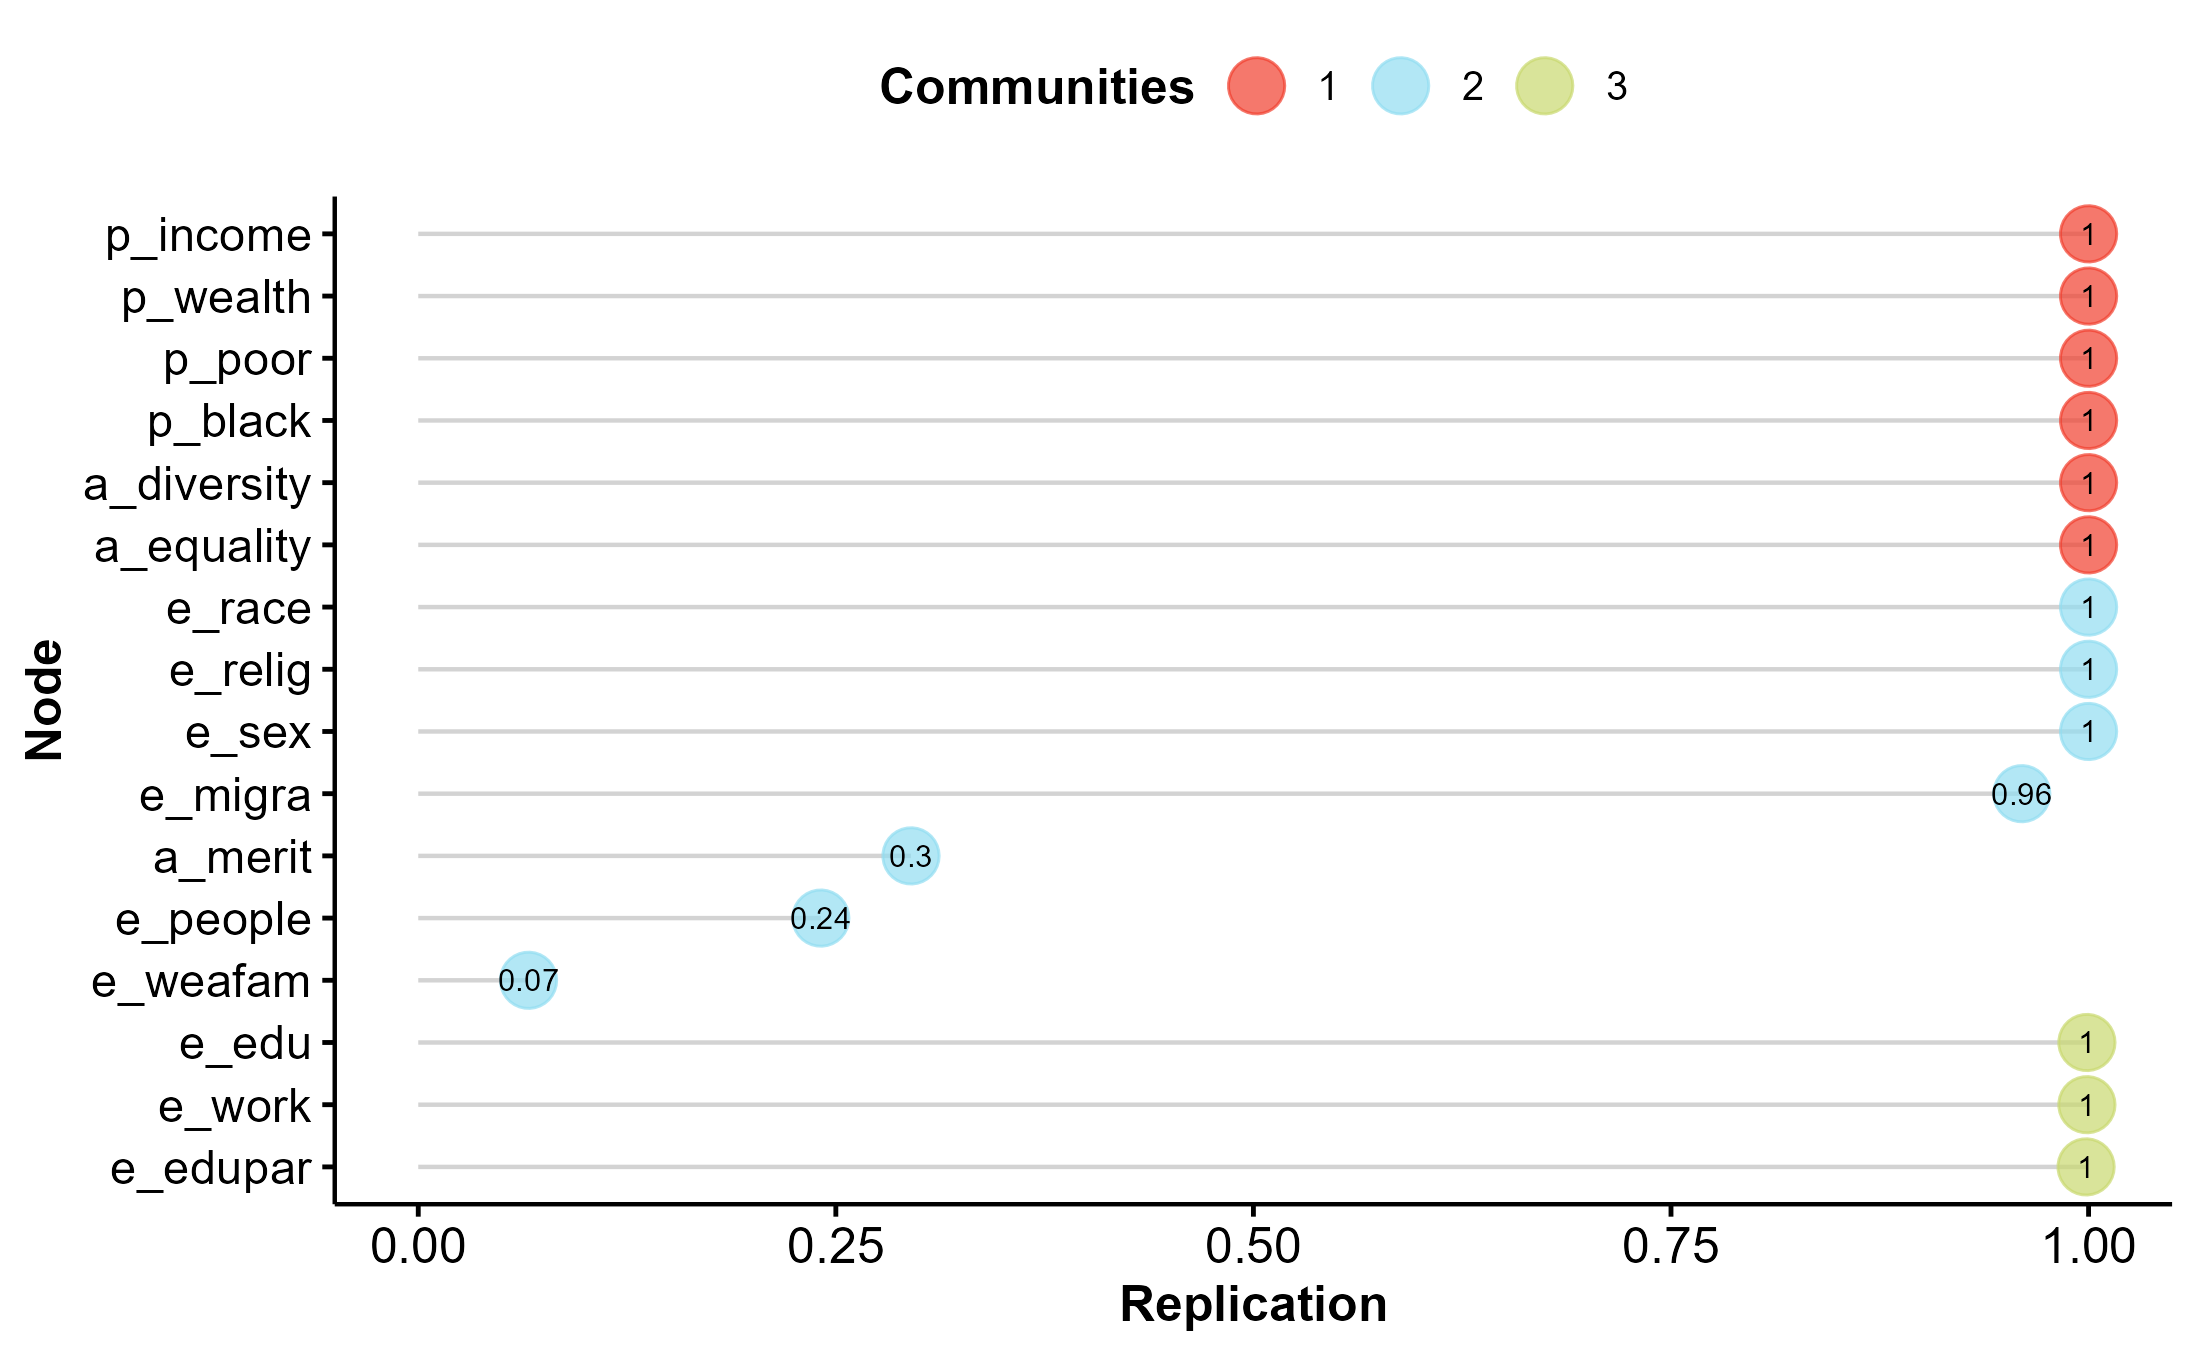 Communities 1 2 3
p_income 1
p_wealth 1
p_poor 1
p_black 1
a_diversity 1
a_equality 1
e_race 1
e_relig 1
e_sex 1
e_migra 0.96
a_merit 0.3
e_people 0.24
e_weafam 0.07
e_edu 1
e_work 1
e_edupar 1
Node
0.00 0.25 0.50 0.75 1.00
Replication